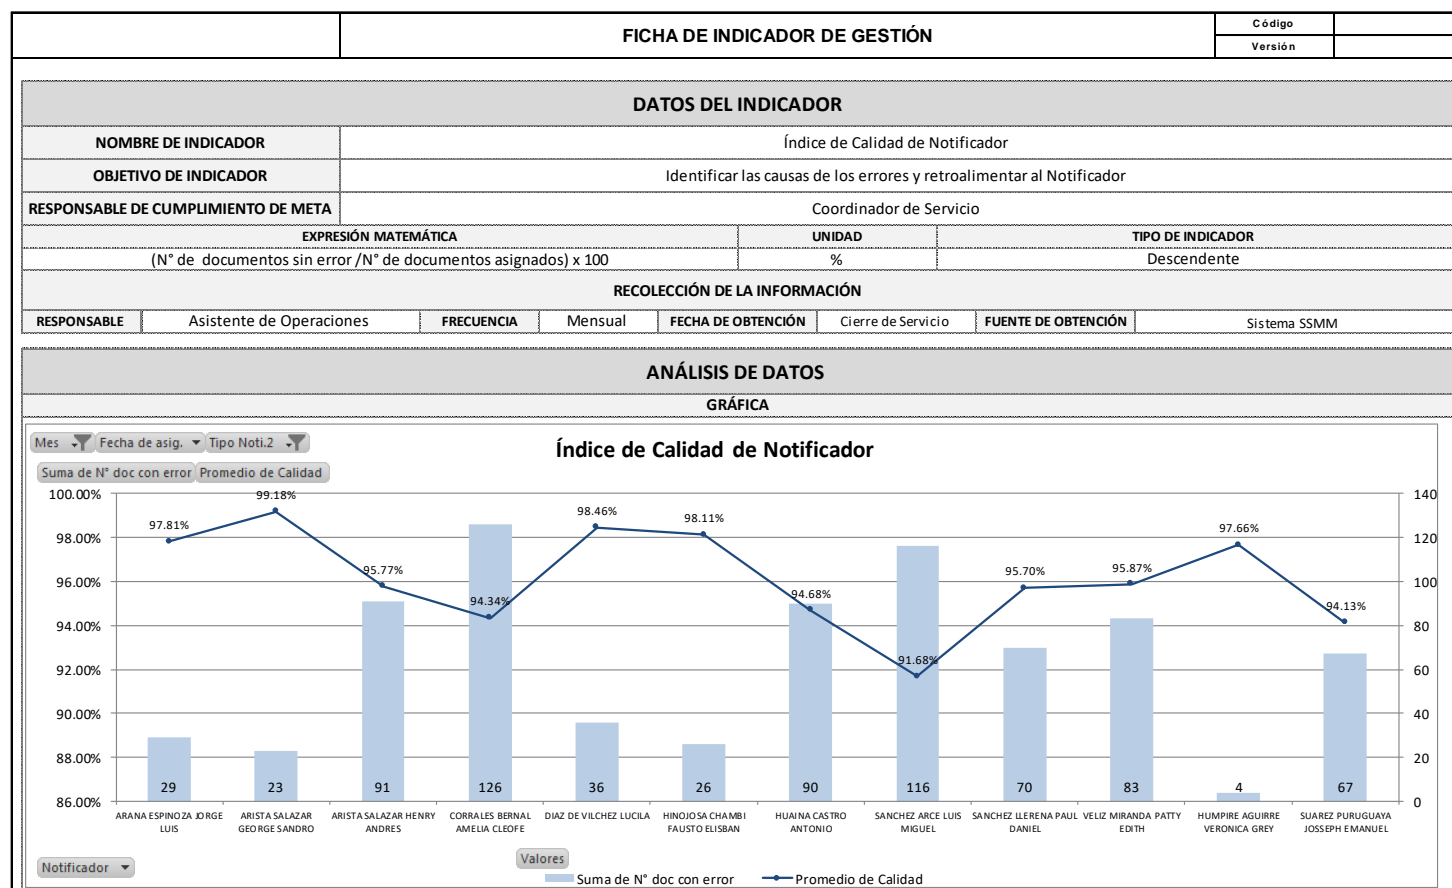 FICHA DE INDICADOR DE GESTIÓN
Código
Versión
DATOS DEL INDICADOR
NOMBRE DE INDICADOR
Índice de Calidad de Notificador
OBJETIVO DE INDICADOR
Identificar las causas de los errores y retroalimentar al Notificador
RESPONSABLE DE CUMPLIMIENTO DE META
Coordinador de Servicio
EXPRESIÓN MATEMÁTICA
UNIDAD
TIPO DE INDICADOR
(N° de documentos sin error /N° de documentos asignados) x 100
%
Descendente
RECOLECCIÓN DE LA INFORMACIÓN
RESPONSABLE
Asistente de Operaciones
FRECUENCIA
Mensual
FECHA DE OBTENCIÓN
Cierre de Servicio
FUENTE DE OBTENCIÓN
Sistema SSMM
ANÁLISIS DE DATOS
GRÁFICA
Mes
Fecha de asig.
Tipo Noti.2
Índice de Calidad de Notificador
Suma de N° doc con error
Promedio de Calidad
100.00%
98.00%
96.00%
94.00%
92.00%
90.00%
88.00%
86.00%
97.81%
99.18%
95.77%
94.34%
98.46%
98.11%
94.68%
91.68%
95.70%
95.87%
97.66%
94.13%
29
23
91
126
36
26
90
116
70
83
4
67
140
120
100
80
60
40
20
0
ARANA ESPINOZA JORGE
LUIS
ARISTA SALAZAR
GEORGE SANDRO
ARISTA SALAZAR HENRY
ANDRES
CORRALES BERNAL
AMELIA CLEOFE
DIAZ DE VILCHEZ LUCILA
HINOJOSA CHAMBI
FAUSTO ELISBAN
HUAINA CASTRO
ANTONIO
SANCHEZ ARCE LUIS
MIGUEL
SANCHEZ LLERENA PAUL
DANIEL
VELIZ MIRANDA PATTY
EDITH
HUMPIRE AGUIRRE
VERONICA GREY
SUAREZ PURUGUAYA
JOSSEPH EMANUEL
Notificador
Valores
Suma de N° doc con error
Promedio de Calidad